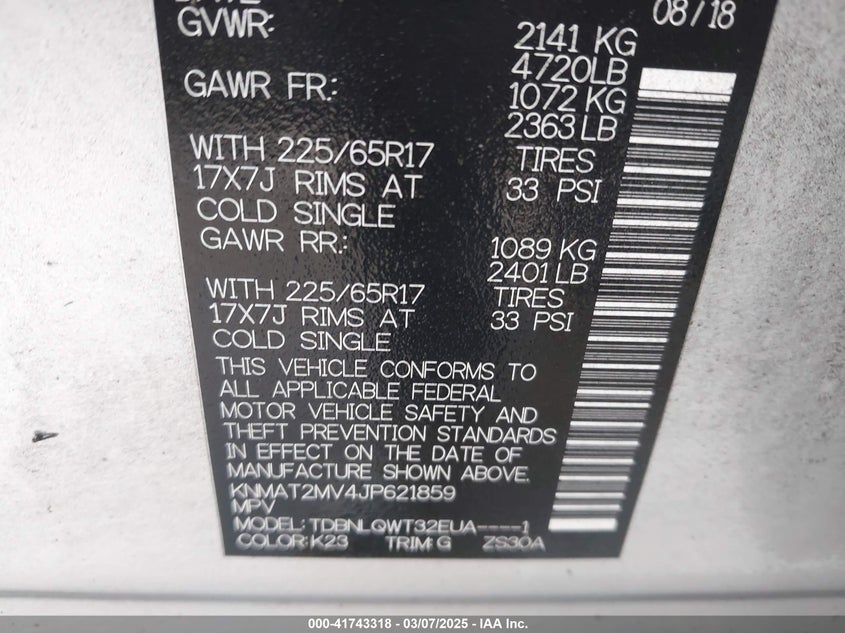 08/18
GVWR: 2141 KG
4720LB
GAWR FR: 1072 KG
2363 LB
WITH 225/65R17 TIRES
17X7J RIMS AT 33 PSI
COLD SINGLE
GAWR RR: 1089 KG
2401 LB
WITH 225/65R17 TIRES
17X7J RIMS AT 33 PSI
COLD SINGLE
THIS VEHICLE CONFORMS TO
ALL APPLICABLE FEDERAL
MOTOR VEHICLE SAFETY AND
THEFT PREVENTION STANDARDS
IN EFFECT ON THE DATE OF
MANUFACTURE SHOWN ABOVE.
KNMAT2MV4JP621859
MPV
MODEL: TDBNLQWT32EUA----1
COLOR: K23 TRIM: G ZS30A
000-41743318 - 03/07/2025 - IAA Inc.